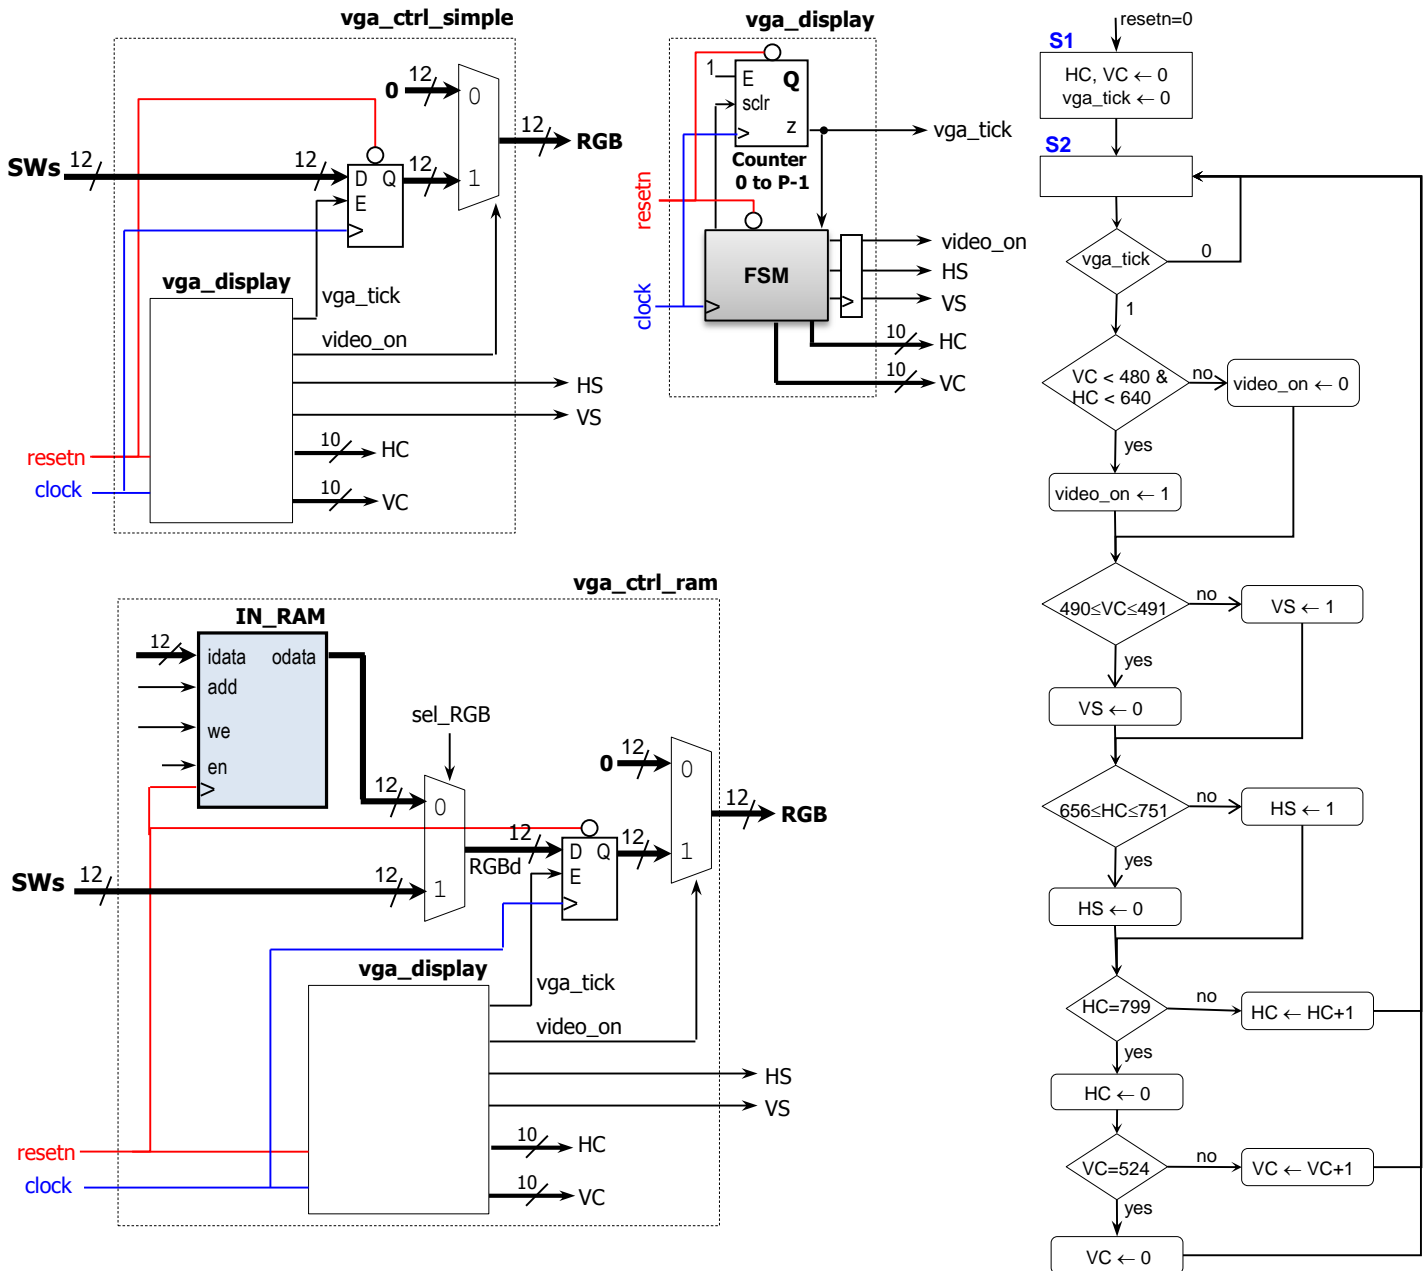 vga_ctrl_simple
0
12
0
12
RGB
SWs
12
12
D
Q
12
1
E
vga_display
vga_tick
video_on
HS
VS
10
HC
10
VC
resetn
clock
vga_display
1
E
Q
sclr
z
vga_tick
Counter
0 to P-1
resetn
FSM
video_on
HS
VS
clock
10
HC
10
VC
resetn=0
S1
HC, VC ← 0
vga_tick ← 0
S2
vga_tick
0
1
VC < 480 &
HC < 640
no
video_on ← 0
yes
video_on ← 1
490≤VC≤491
no
VS ← 1
yes
VS ← 0
656≤HC≤751
no
HS ← 1
yes
HS ← 0
HC=799
no
HC ← HC+1
yes
HC ← 0
VC=524
no
VC ← VC+1
yes
VC ← 0
vga_ctrl_ram
IN_RAM
12
idata
odata
add
we
en
sel_RGB
12
0
0
12
0
12
RGB
RGBd
12
D
Q
12
1
E
SWs
12
12
1
vga_display
vga_tick
video_on
HS
VS
10
HC
10
VC
resetn
clock